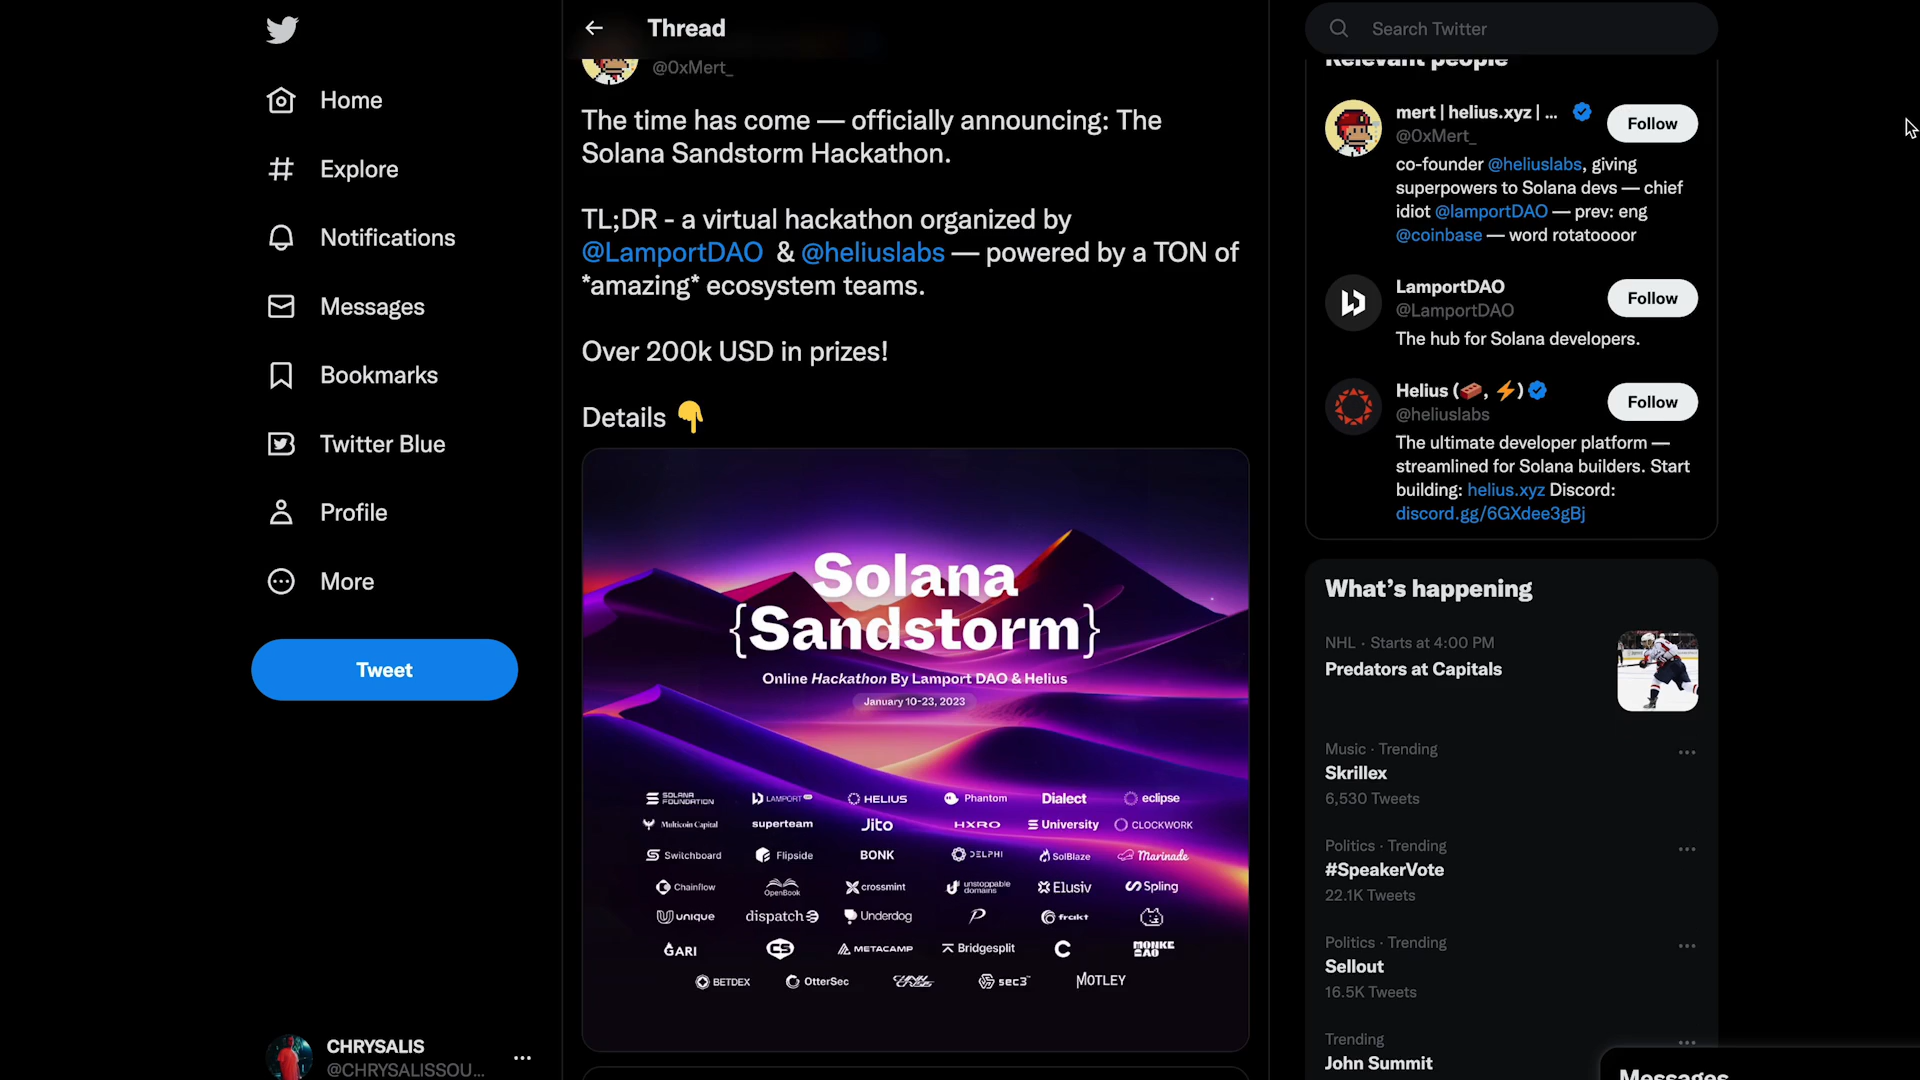 Home
Explore
Notifications
Messages
Bookmarks
Twitter Blue
Profile
More
Tweet
CHRYSALIS
@CHRYSALISSOU...
Thread
@0xMert_
The time has come — officially announcing: The
Solana Sandstorm Hackathon.
TL;DR - a virtual hackathon organized by
@LamportDAO & @heliuslabs — powered by a TON of
*amazing* ecosystem teams.
Over 200k USD in prizes!
Details 👇
Solana
{Sandstorm}
Online Hackathon By Lamport DAO & Helius
January 10-23, 2023
SOLANA FOUNDATION LAMPORT HELIUS Phantom Dialect eclipse
Multicoin Capital superteam Jito HXRO University CLOCKWORK
Switchboard Flipside BONK DELPHI SolBlaze Marinade
Chainflow OpenBook crossmint unstoppable domains Elusiv Spling
unique dispatch Underdog P frakt
GARI CS METACAMP Bridgesplit C MONKE DAO
BETDEX OtterSec sec3 MOTLEY
Search Twitter
Relevant people
mert | helius.xyz | ...
Follow
@0xMert_
co-founder @heliuslabs, giving
superpowers to Solana devs — chief
idiot @lamportDAO — prev: eng
@coinbase — word rotatoooor
LamportDAO
Follow
@LamportDAO
The hub for Solana developers.
Helius (🧱, ⚡)
Follow
@heliuslabs
The ultimate developer platform —
streamlined for Solana builders. Start
building: helius.xyz Discord:
discord.gg/6GXdee3gBj
What's happening
NHL · Starts at 4:00 PM
Predators at Capitals
Music · Trending
Skrillex
6,530 Tweets
Politics · Trending
#SpeakerVote
22.1K Tweets
Politics · Trending
Sellout
16.5K Tweets
Trending
John Summit
Messages